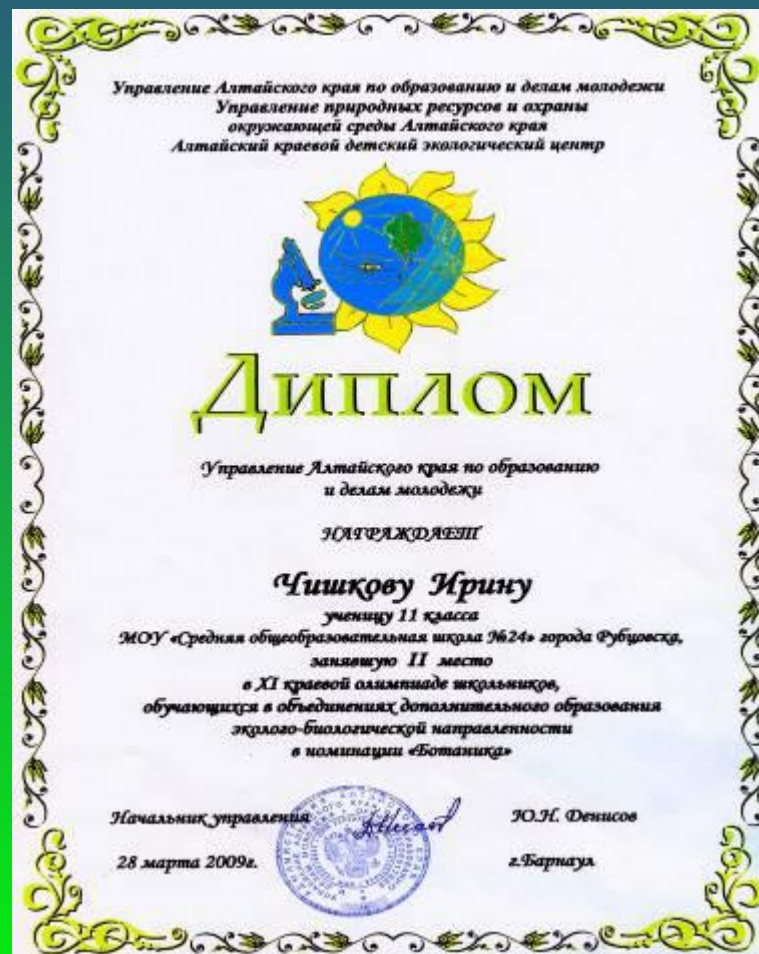 Управление Алтайского края по образованию и делам молодежи
Управление природных ресурсов и охраны
окружающей среды Алтайского края
Алтайский краевой детский экологический центр
Диплом
Управление Алтайского края по образованию
и делам молодежи
НАГРАЖДАЕТ
Чишкову Ирину
ученицу 11 класса
МОУ «Средняя общеобразовательная школа №24» города Рубцовска,
занявшую II место
в XI краевой олимпиаде школьников,
обучающихся в объединениях дополнительного образования
эколого-биологической направленности
в номинации «Ботаника»
Начальник управления Ю.Н. Денисов
28 марта 2009г. г.Барнаул